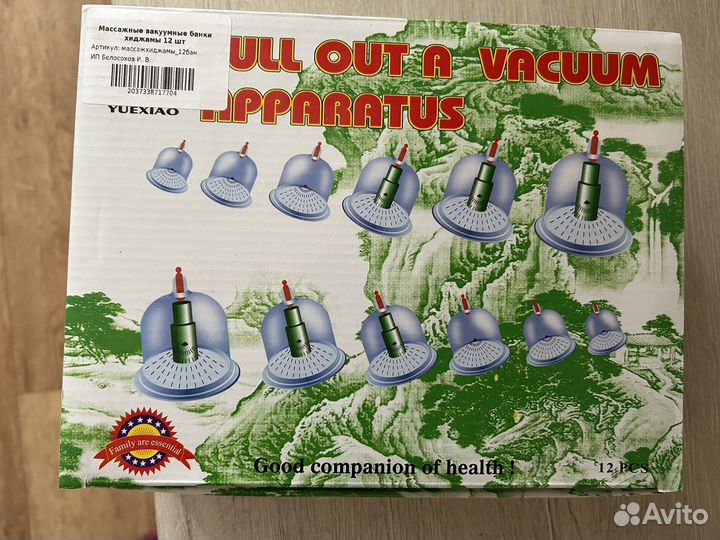 Массажные вакуумные банки
хиджамы 12 шт
Артикул: массажхиджамы_12бан
ИП Белосохов И. В.
2037338717704
YUEXIAO
ULL OUT A VACUUM
APPARATUS
Family are essential
Good companion of health !
12 PCS
Avito